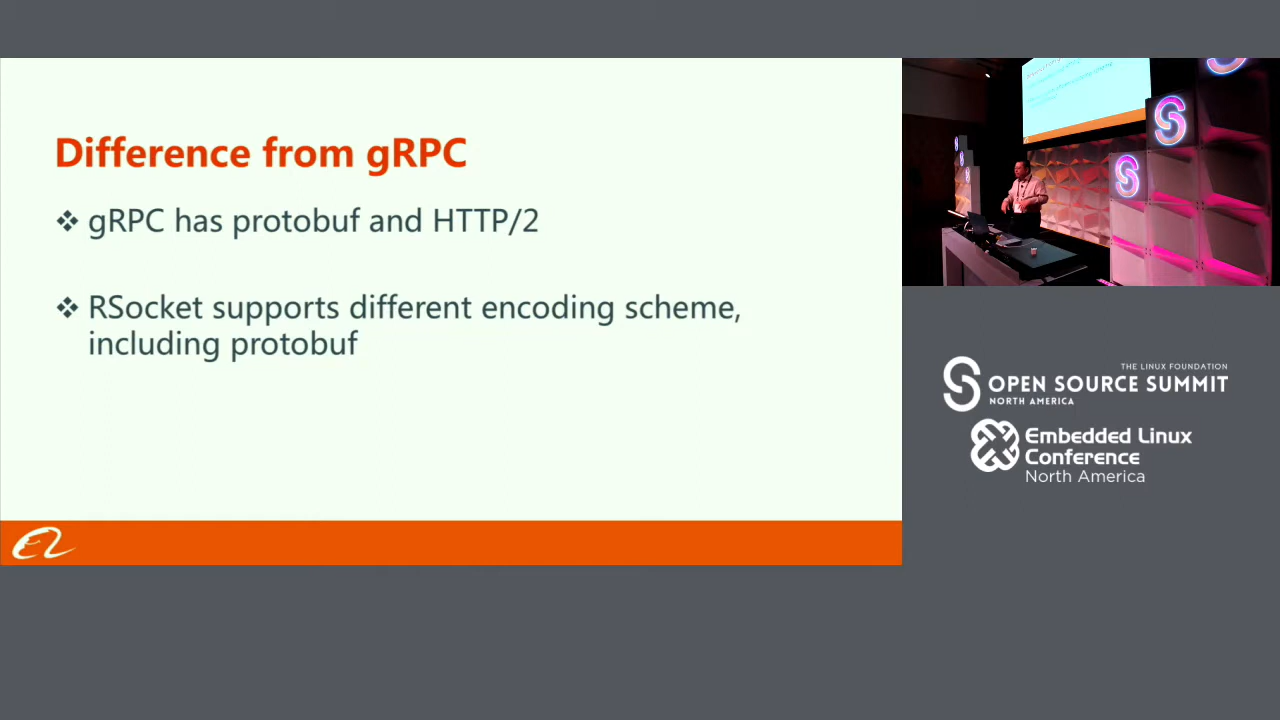 Difference from gRPC
❖ gRPC has protobuf and HTTP/2
❖ RSocket supports different encoding scheme,
including protobuf
THE LINUX FOUNDATION
OPEN SOURCE SUMMIT
NORTH AMERICA
Embedded Linux
Conference
North America